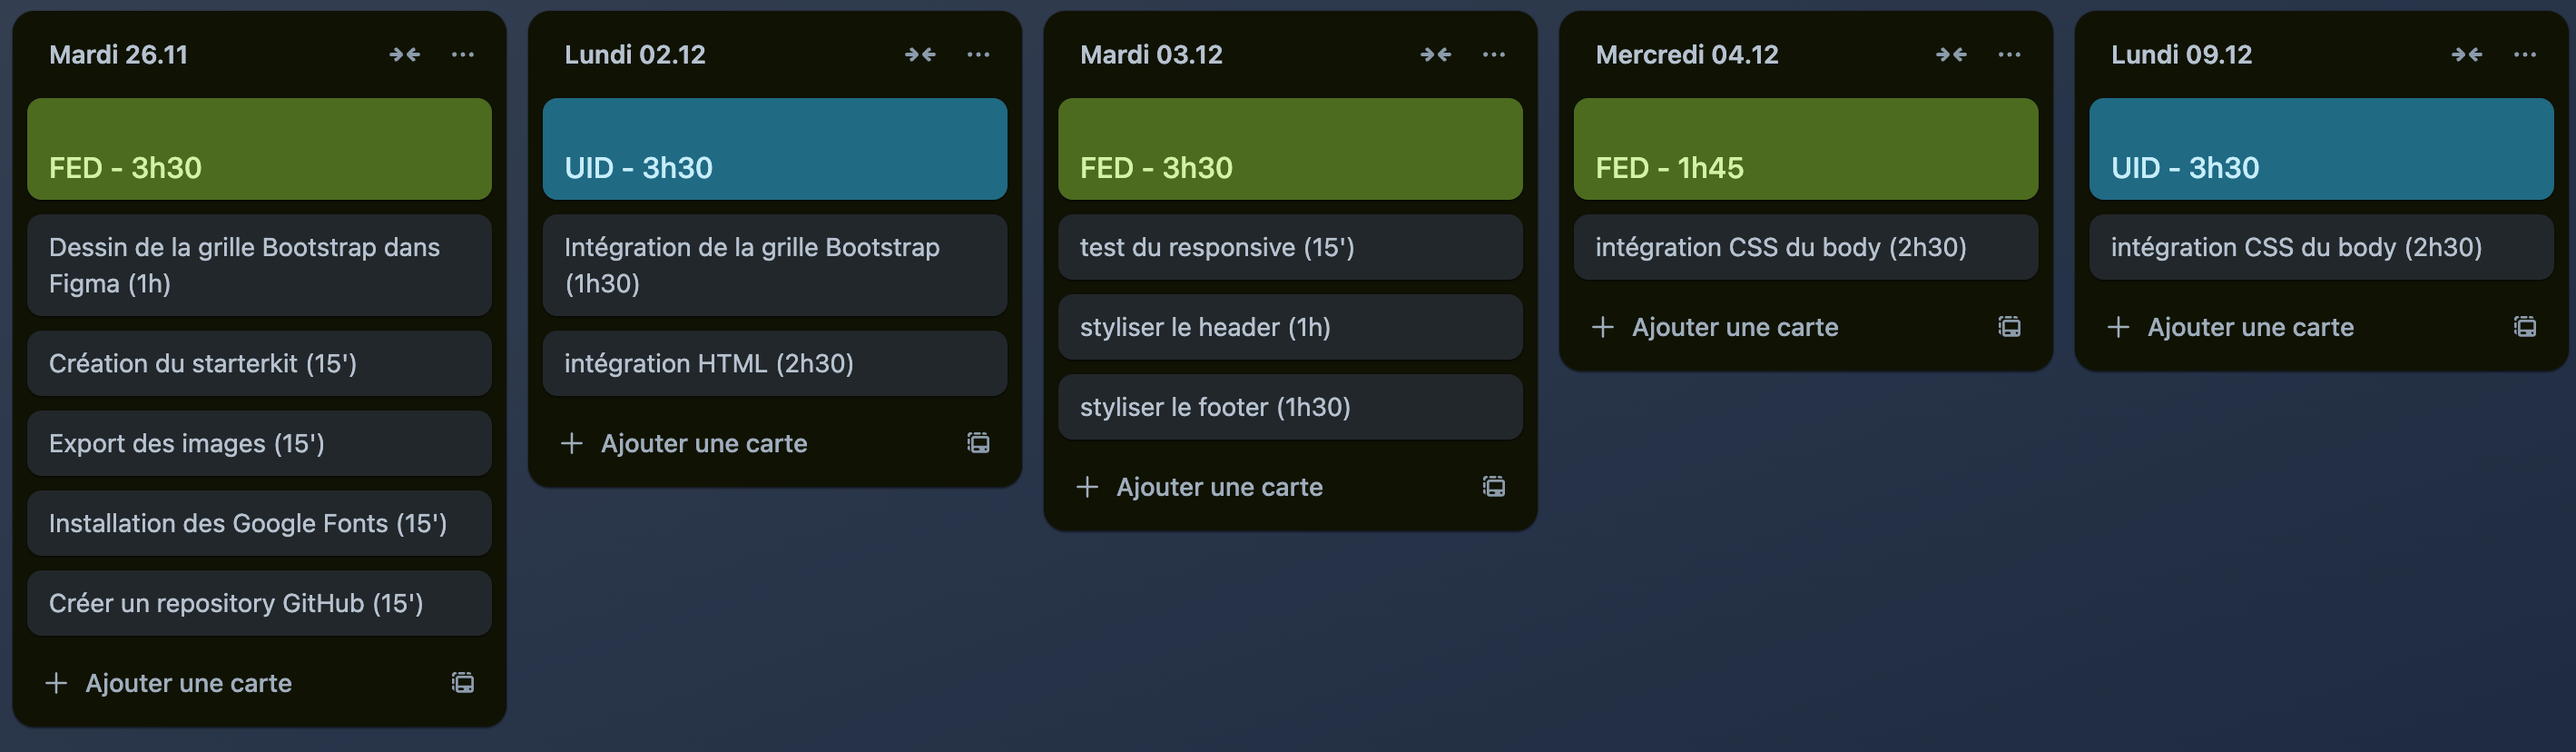 Mardi 26.11
FED - 3h30
Dessin de la grille Bootstrap dans
Figma (1h)
Création du starterkit (15')
Export des images (15')
Installation des Google Fonts (15')
Créer un repository GitHub (15')
Ajouter une carte
Lundi 02.12
UID - 3h30
Intégration de la grille Bootstrap
(1h30)
intégration HTML (2h30)
Ajouter une carte
Mardi 03.12
FED - 3h30
test du responsive (15')
styliser le header (1h)
styliser le footer (1h30)
Ajouter une carte
Mercredi 04.12
FED - 1h45
intégration CSS du body (2h30)
Ajouter une carte
Lundi 09.12
UID - 3h30
intégration CSS du body (2h30)
Ajouter une carte